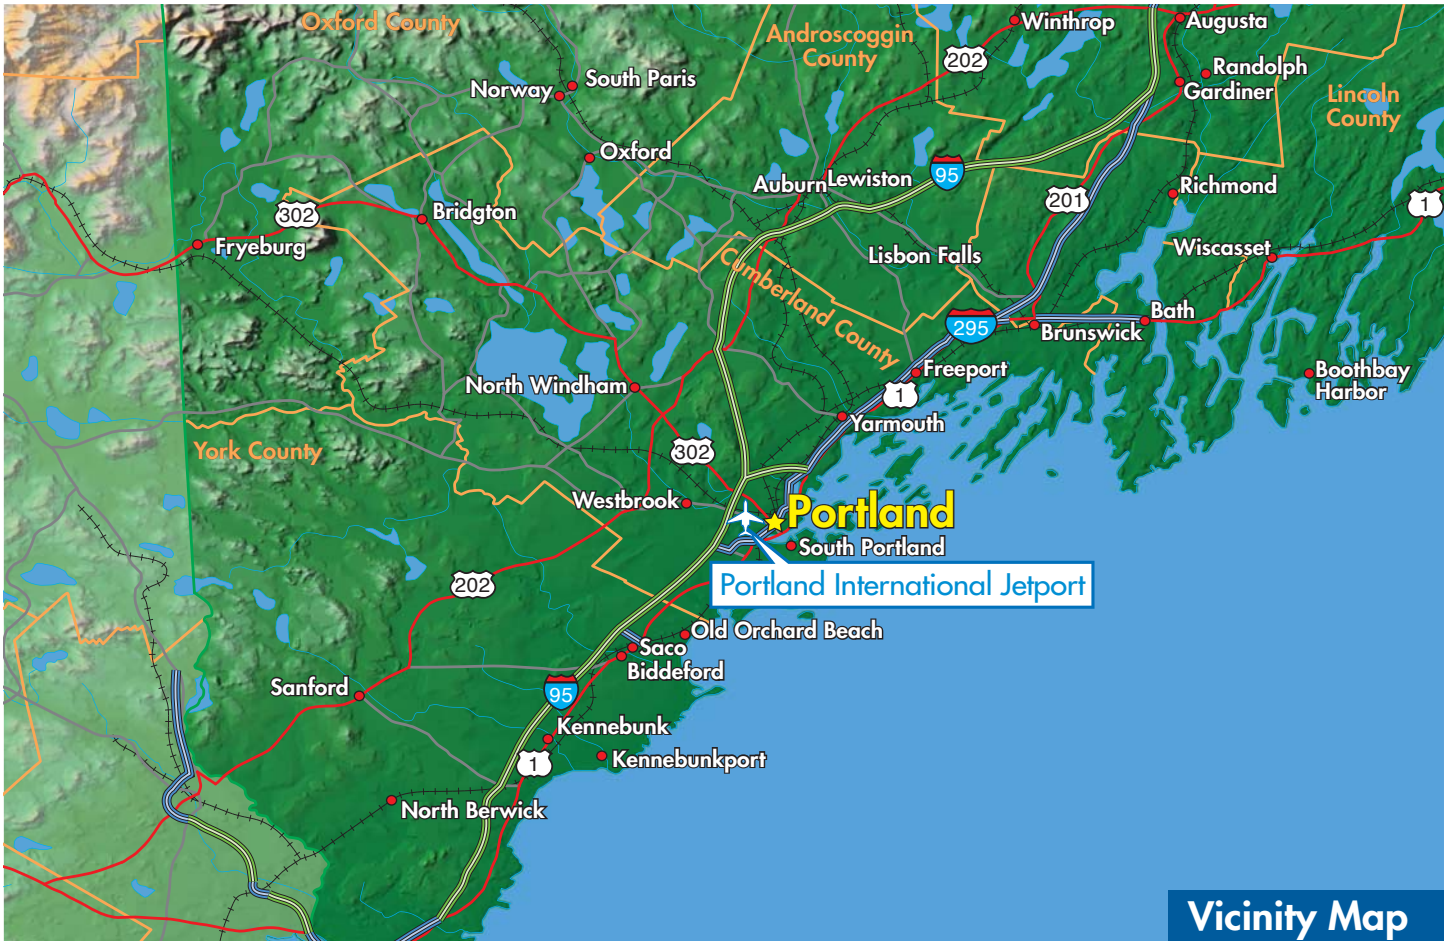 Oxford County
Androscoggin
County
Winthrop
Augusta
202
Randolph
Gardiner
Lincoln
County
South Paris
Norway
Oxford
Auburn
Lewiston
95
201
Richmond
1
302
Bridgton
Fryeburg
Lisbon Falls
Wiscasset
Cumberland County
295
Brunswick
Bath
North Windham
Freeport
1
Boothbay
Harbor
Yarmouth
York County
302
Westbrook
Portland
South Portland
Portland International Jetport
202
Old Orchard Beach
Saco
Biddeford
Sanford
95
Kennebunk
1
Kennebunkport
North Berwick
Vicinity Map